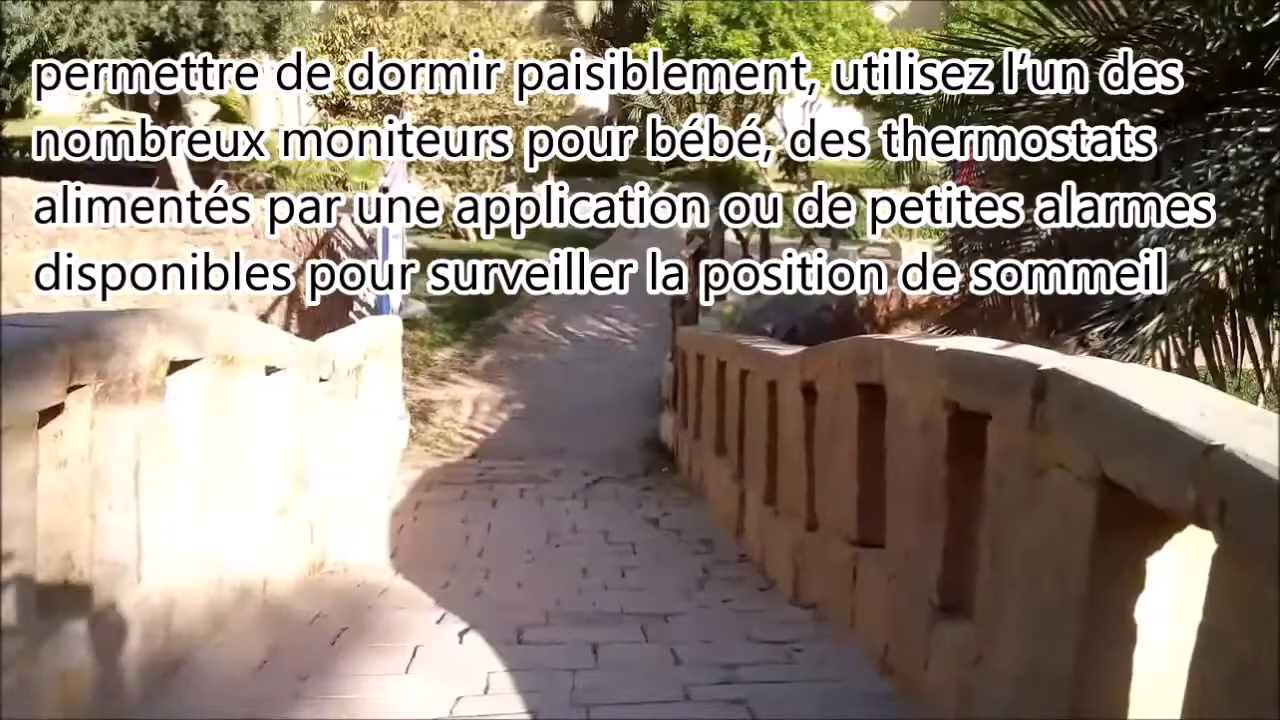 permettre de dormir paisiblement, utilisez l’un des
nombreux moniteurs pour bébé, des thermostats
alimentés par une application ou de petites alarmes
disponibles pour surveiller la position de sommeil